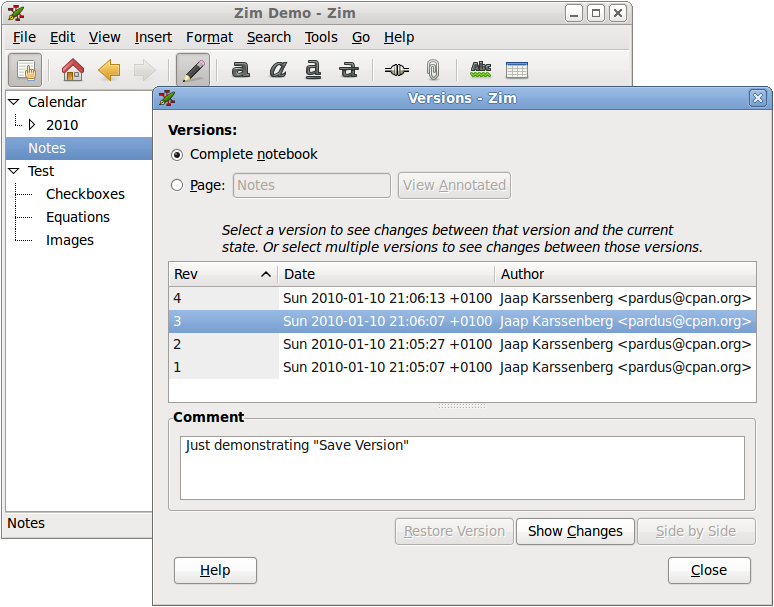 Zim Demo - Zim
File Edit View Insert Format Search Tools Go Help
a a a a Abc
Calendar
2010
Notes
Test
Checkboxes
Equations
Images
Notes
Versions - Zim
Versions:
Complete notebook
Page: Notes View Annotated
Select a version to see changes between that version and the current
state. Or select multiple versions to see changes between those versions.
Rev Date Author
4 Sun 2010-01-10 21:06:13 +0100 Jaap Karssenberg <pardus@cpan.org>
3 Sun 2010-01-10 21:06:07 +0100 Jaap Karssenberg <pardus@cpan.org>
2 Sun 2010-01-10 21:05:27 +0100 Jaap Karssenberg <pardus@cpan.org>
1 Sun 2010-01-10 21:05:07 +0100 Jaap Karssenberg <pardus@cpan.org>
Comment
Just demonstrating "Save Version"
Restore Version Show Changes Side by Side
Help Close